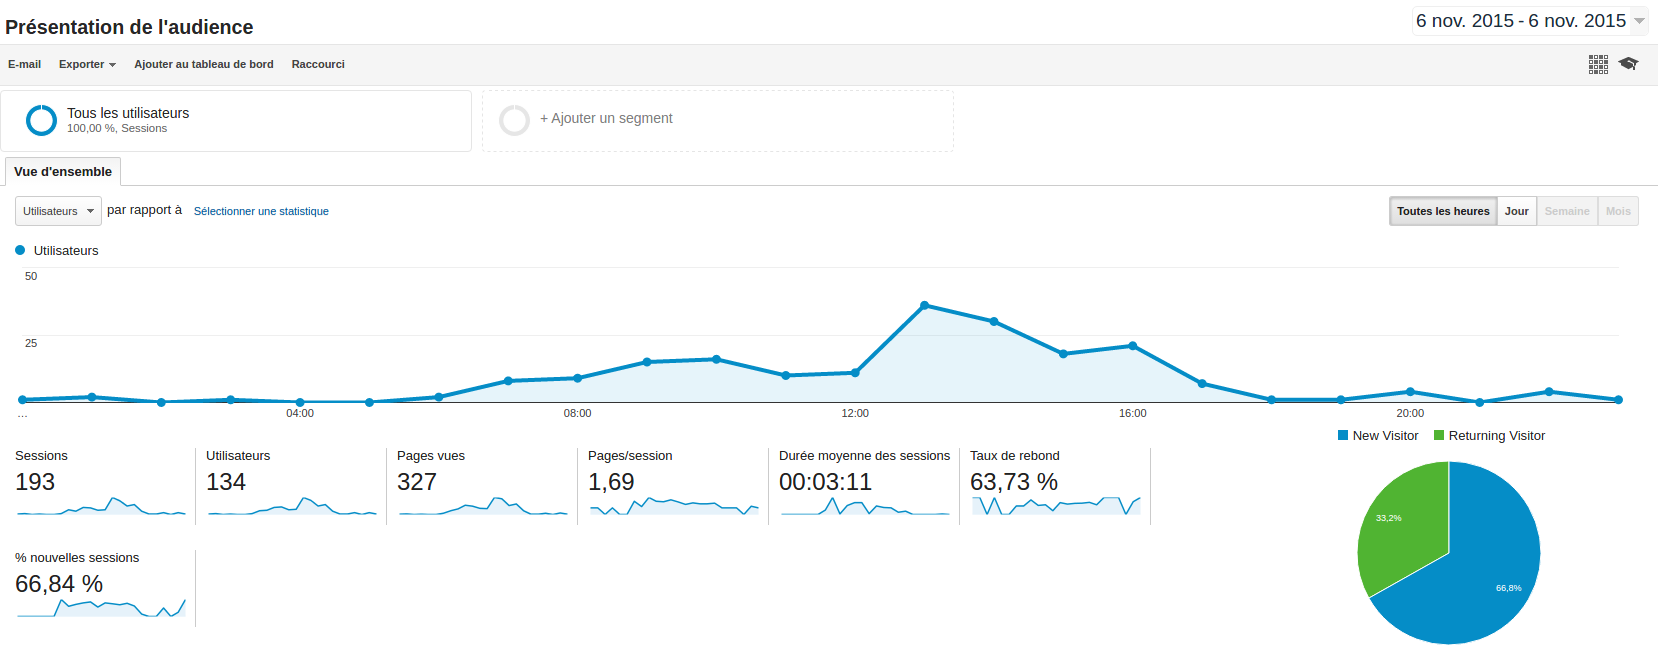 Présentation de l'audience
6 nov. 2015 - 6 nov. 2015
E-mail Exporter Ajouter au tableau de bord Raccourci
Tous les utilisateurs
100,00 %, Sessions
+ Ajouter un segment
Vue d'ensemble
Utilisateurs par rapport à Sélectionner une statistique
Toutes les heures Jour Semaine Mois
Utilisateurs
50
25
... 04:00 08:00 12:00 16:00 20:00
New Visitor Returning Visitor
Sessions Utilisateurs Pages vues Pages/session Durée moyenne des sessions Taux de rebond
193 134 327 1,69 00:03:11 63,73 %
33,2%
% nouvelles sessions
66,84 %
66,8%